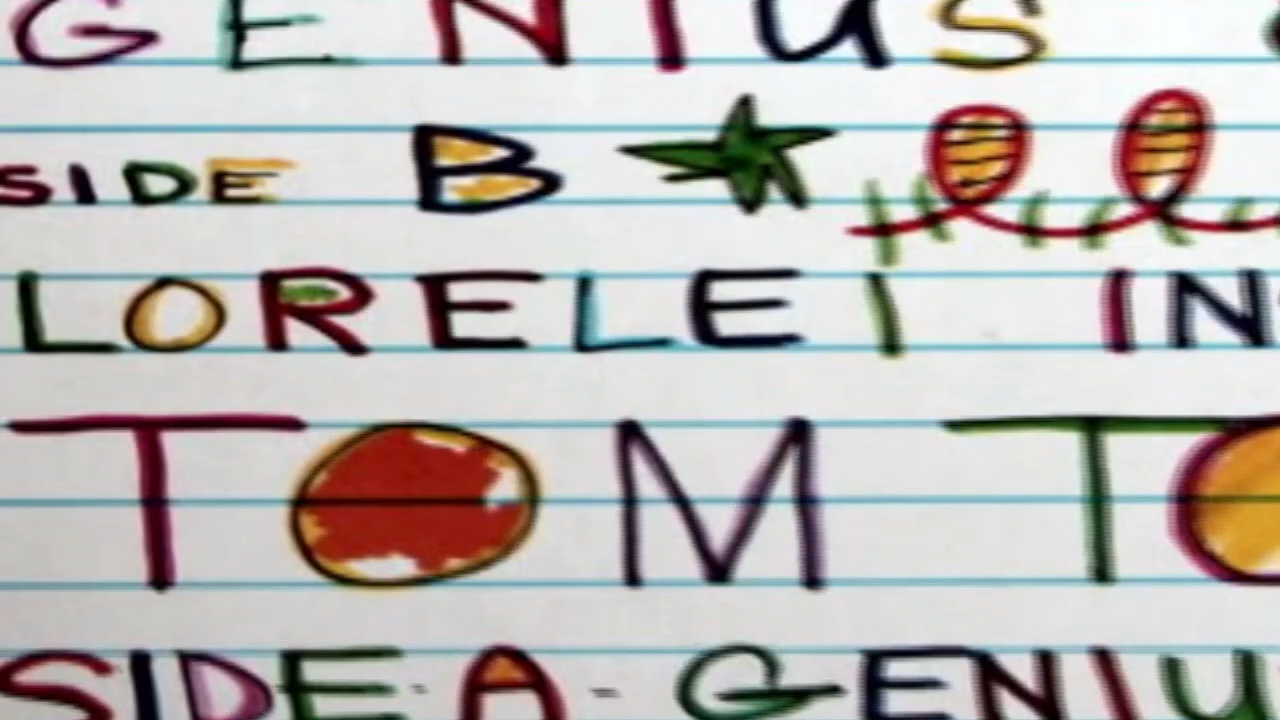 GENIUS
SIDE B
LORELEI IN
TOM TO
SIDE A - GENIU